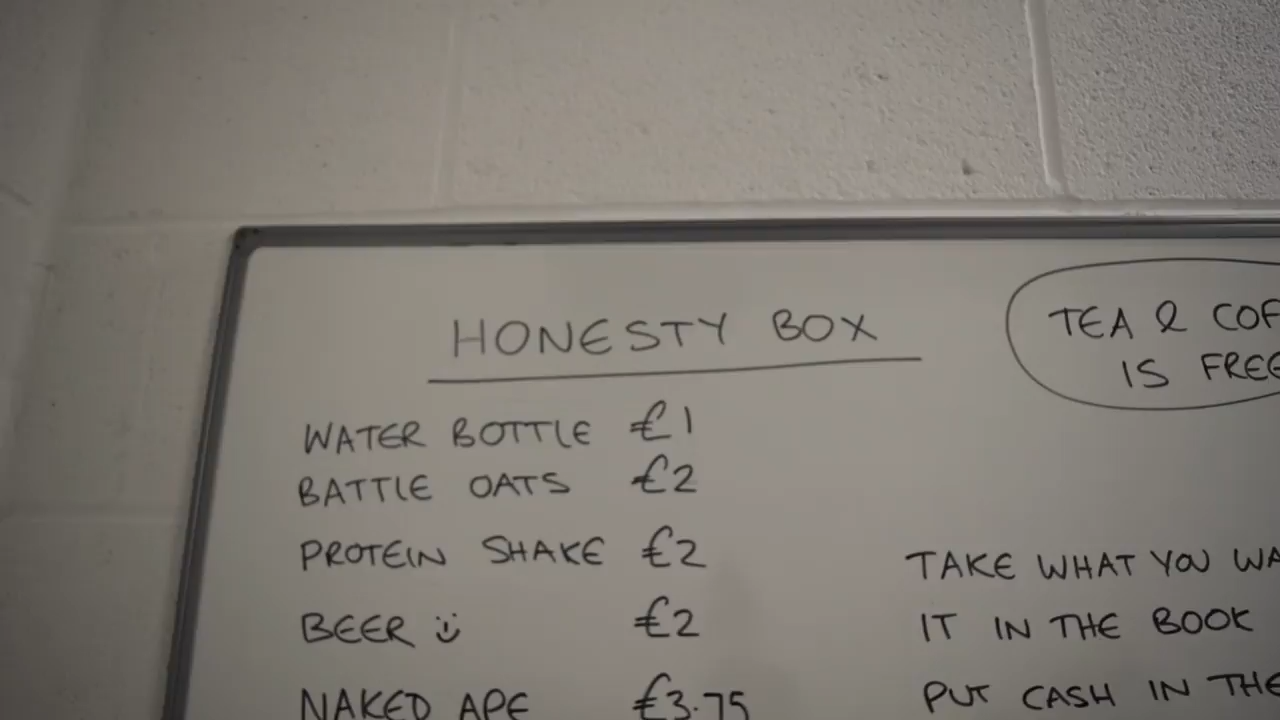 HONESTY BOX
TEA & COF
IS FREE
WATER BOTTLE £1
BATTLE OATS £2
PROTEIN SHAKE £2
BEER £2
NAKED APE £3.75
TAKE WHAT YOU WA
IT IN THE BOOK
PUT CASH IN THE